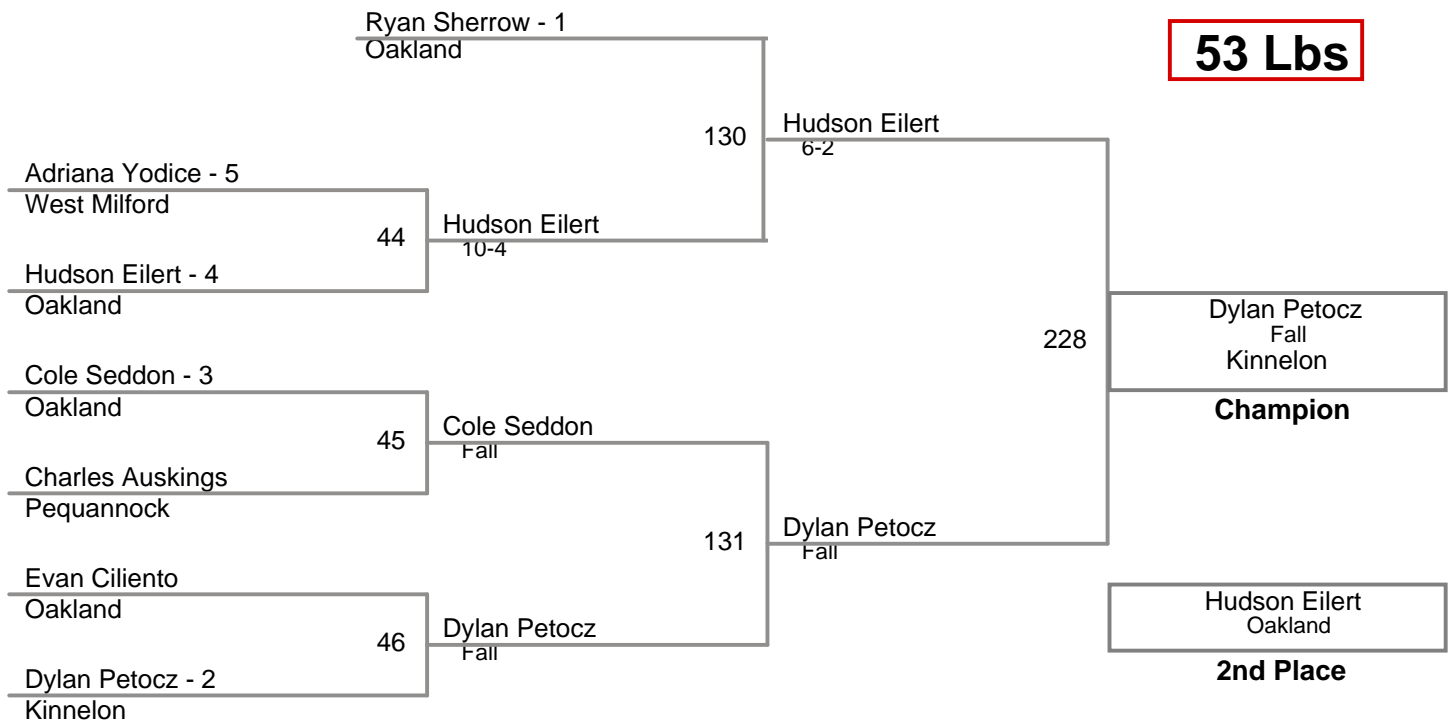 Ryan Sherrow - 1
Oakland
53 Lbs
130
Hudson Eilert
6-2
Adriana Yodice - 5
West Milford
44
Hudson Eilert
10-4
Hudson Eilert - 4
Oakland
228
Dylan Petocz
Fall
Kinnelon
Champion
Cole Seddon - 3
Oakland
45
Cole Seddon
Fall
Charles Auskings
Pequannock
131
Dylan Petocz
Fall
Evan Ciliento
Oakland
46
Dylan Petocz
Fall
Dylan Petocz - 2
Kinnelon
Hudson Eilert
Oakland
2nd Place